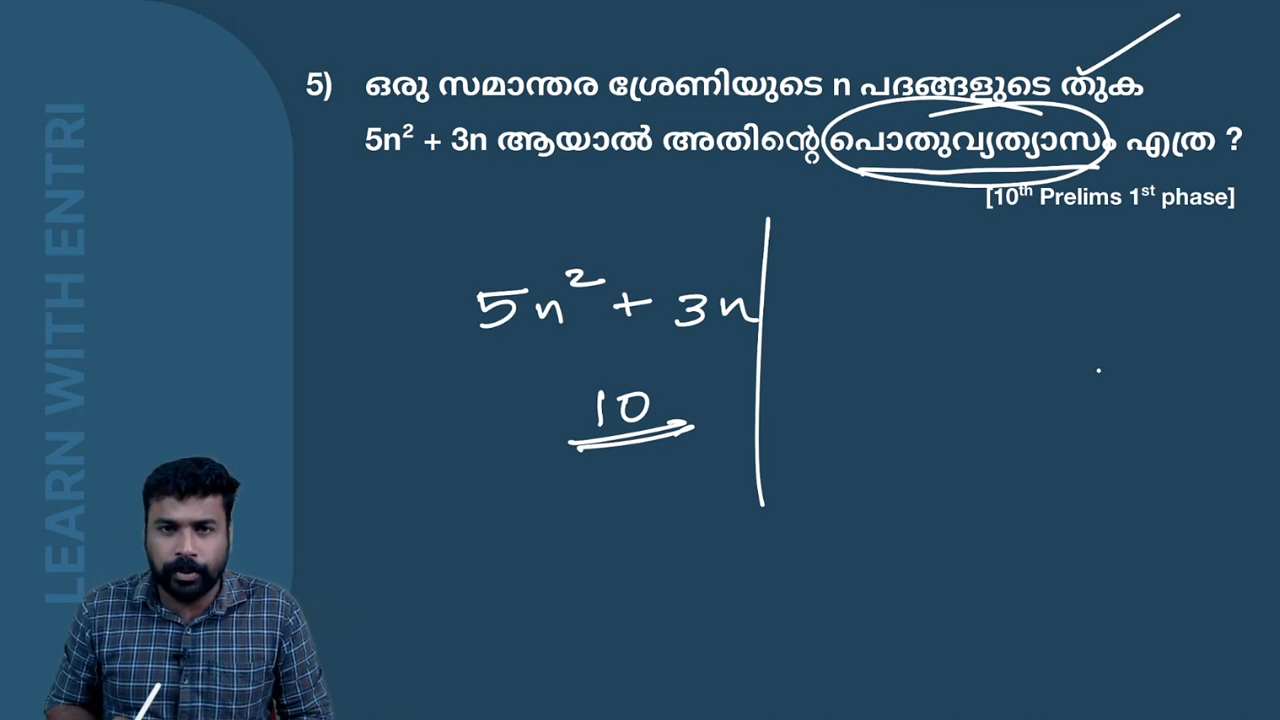 LEARN WITH ENTRI
5) ഒരു സമാന്തര ശ്രേണിയുടെ n പദങ്ങളുടെ തുക
5n² + 3n ആയാൽ അതിന്റെ പൊതുവ്യത്യാസം എത്ര ?
[10th Prelims 1st phase]
5n² + 3n
10